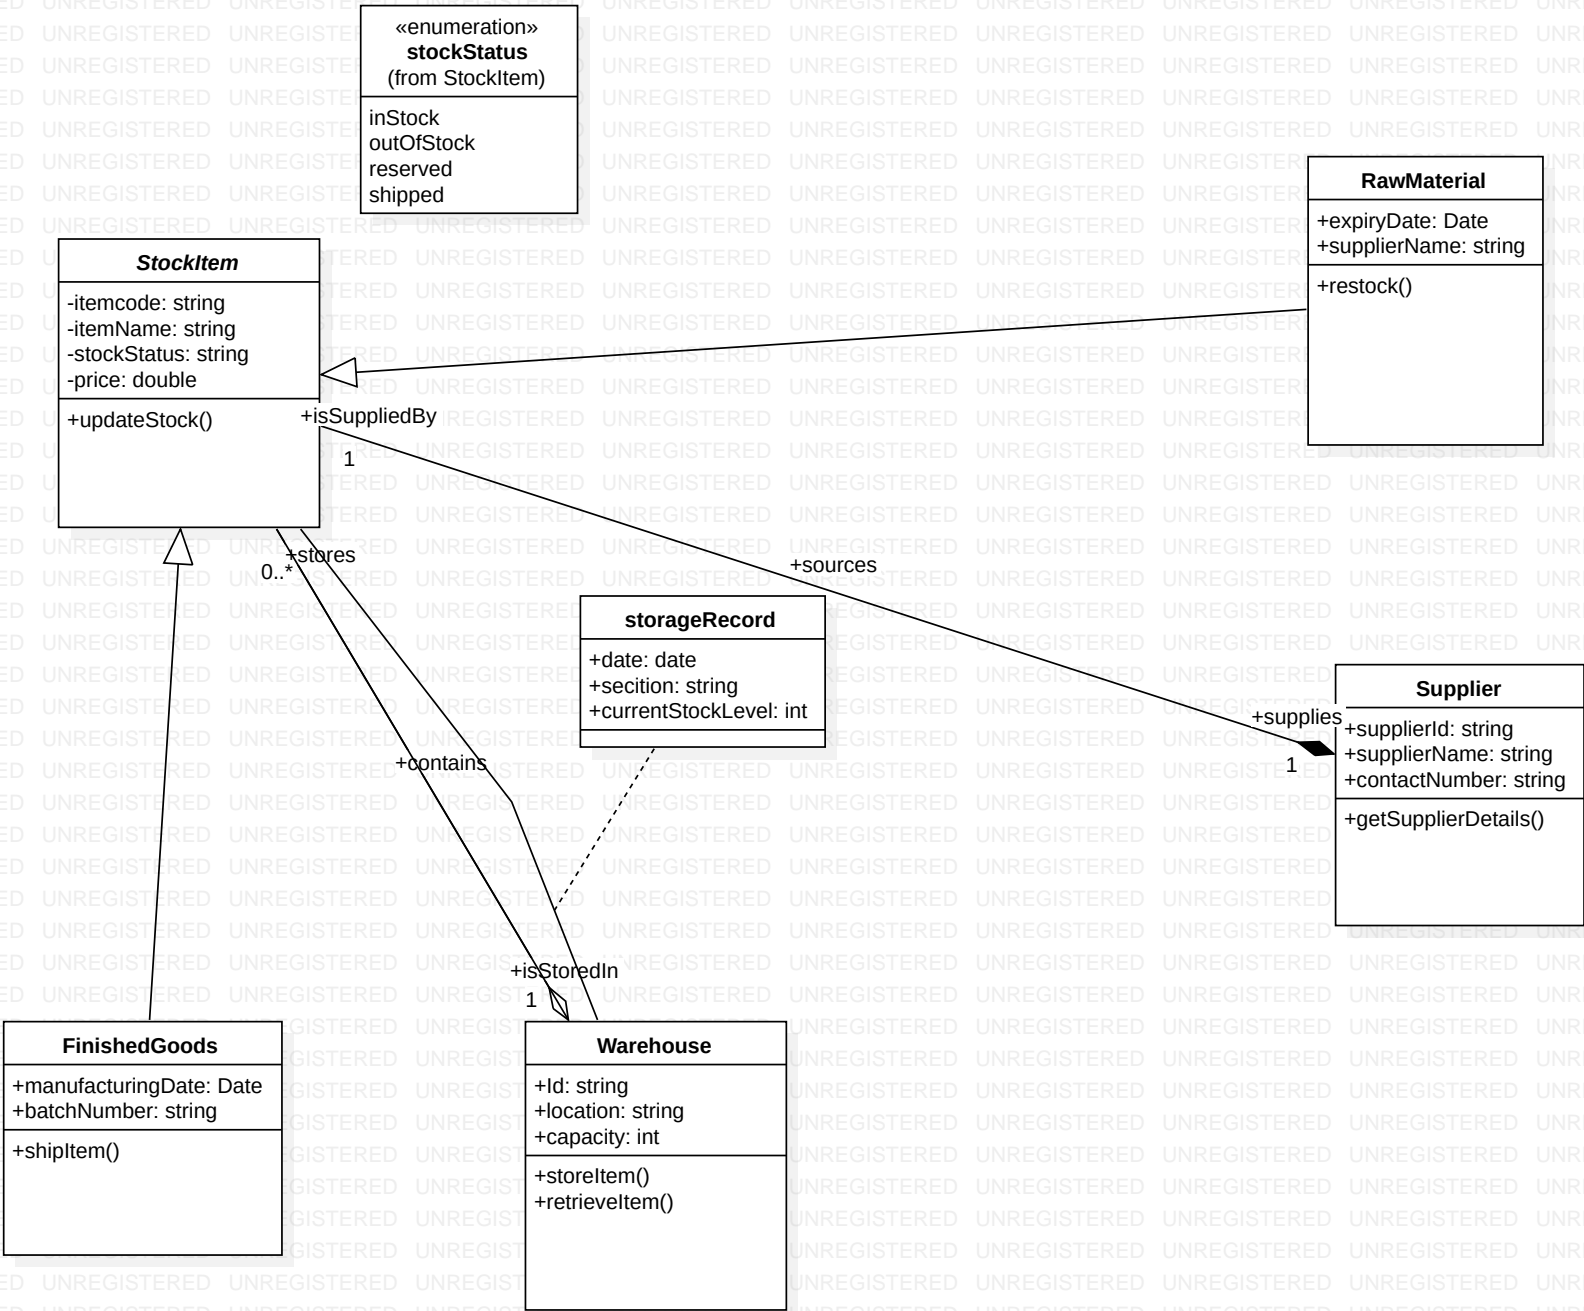 «enumeration»
stockStatus
(from StockItem)
inStock
outOfStock
reserved
shipped
RawMaterial
+expiryDate: Date
+supplierName: string
+restock()
StockItem
-itemcode: string
-itemName: string
-stockStatus: string
-price: double
+updateStock()
+isSuppliedBy
1
+stores
0..*
+sources
storageRecord
+date: date
+secition: string
+currentStockLevel: int
Supplier
+supplierId: string
+supplierName: string
+contactNumber: string
+getSupplierDetails()
+supplies
1
+contains
+isStoredIn
1
FinishedGoods
+manufacturingDate: Date
+batchNumber: string
+shipItem()
Warehouse
+Id: string
+location: string
+capacity: int
+storeItem()
+retrieveItem()
UNREGISTERED